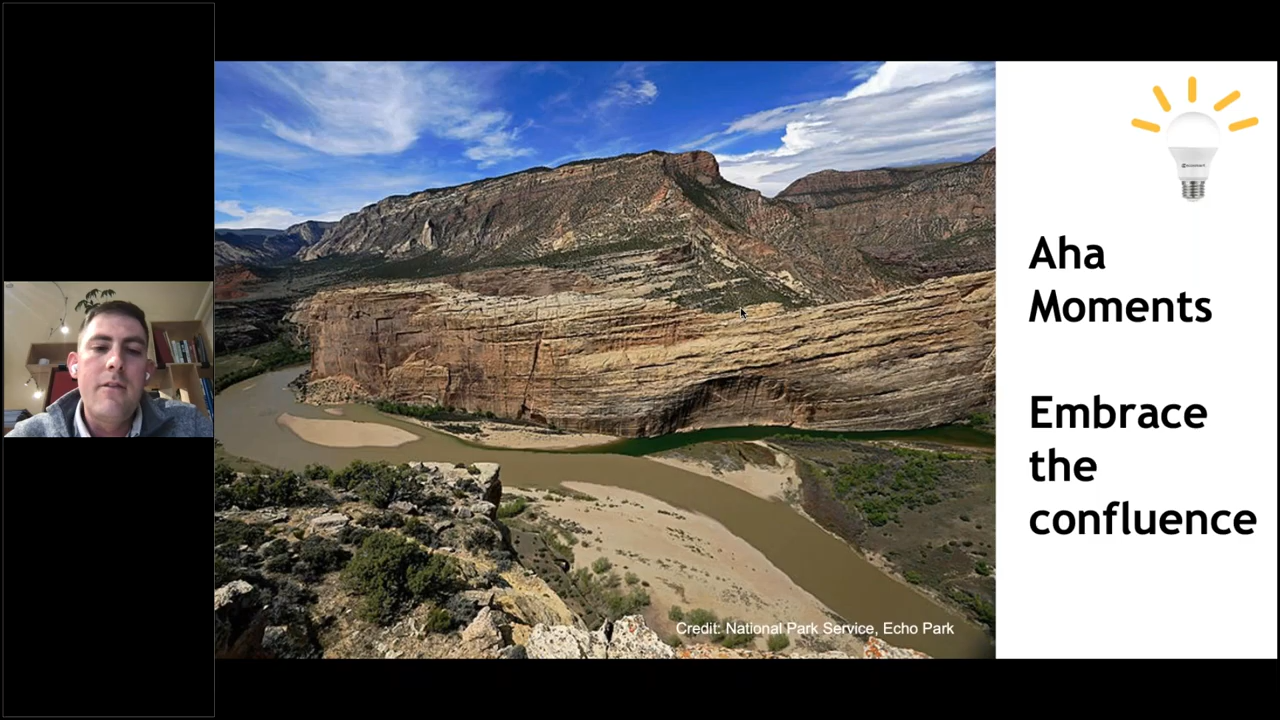 Aha
Moments
Embrace
the
confluence
Credit: National Park Service, Echo Park